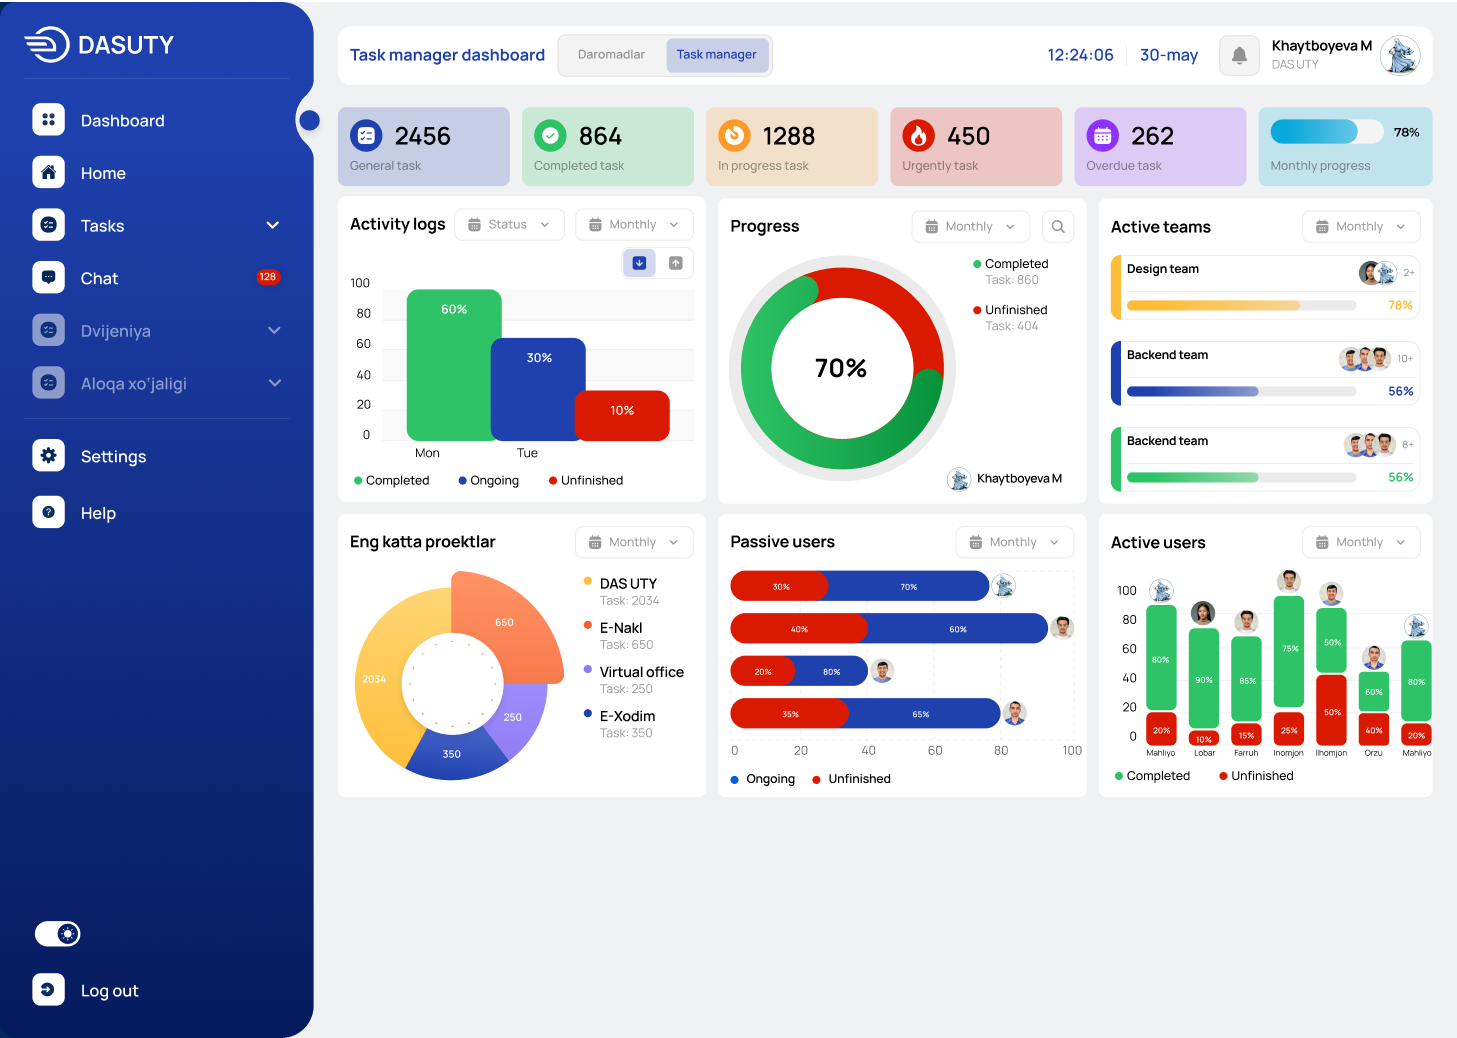 DASUTY
Dashboard
Home
Tasks
Chat
128
Dvijeniya
Aloqa xo'jaligi
Settings
Help
Log out
Task manager dashboard
Daromadlar
Task manager
12:24:06
30-may
Khaytboyeva M
DAS UTY
2456
General task
864
Completed task
1288
In progress task
450
Urgently task
262
Overdue task
78%
Monthly progress
Activity logs
Status
Monthly
100
80
60
40
20
0
60%
30%
10%
Mon
Tue
Completed
Ongoing
Unfinished
Progress
Monthly
Completed
Task: 860
Unfinished
Task: 404
70%
Khaytboyeva M
Active teams
Monthly
Design team
2+
78%
Backend team
10+
56%
Backend team
8+
56%
Eng katta proektlar
Monthly
650
2034
250
350
DAS UTY
Task: 2034
E-Nakl
Task: 650
Virtual office
Task: 250
E-Xodim
Task: 350
Passive users
Monthly
30%
70%
40%
60%
20%
80%
35%
65%
0
20
40
60
80
100
Ongoing
Unfinished
Active users
Monthly
100
80
60
40
20
0
80%
20%
90%
10%
85%
15%
75%
25%
50%
50%
60%
40%
80%
20%
Mahliyo
Lobar
Farruh
Inomjon
Ilhomjon
Orzu
Mahliyo
Completed
Unfinished